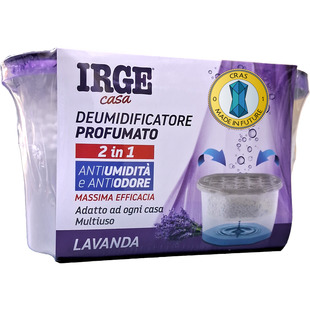 IRGE
casa
DEUMIDIFICATORE
PROFUMATO
2 in 1
ANTIUMIDITÀ
e ANTIODORE
MASSIMA EFFICACIA
Adatto ad ogni casa
Multiuso
LAVANDA
CRAS
MADE IN FUTURE